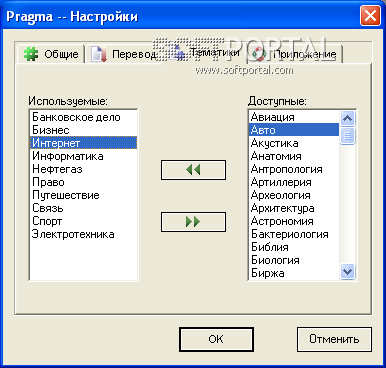 Pragma -- Настройки
SOFTPORTAL
www.softportal.com
Общие
Перевод
Тематики
Приложение
Используемые:
Банковское дело
Бизнес
Интернет
Информатика
Нефтегаз
Право
Путешествие
Связь
Спорт
Электротехника
Доступные:
Авиация
Авто
Акустика
Анатомия
Антропология
Артиллерия
Археология
Архитектура
Астрономия
Бактериология
Библия
Биология
Биржа
OK
Отменить